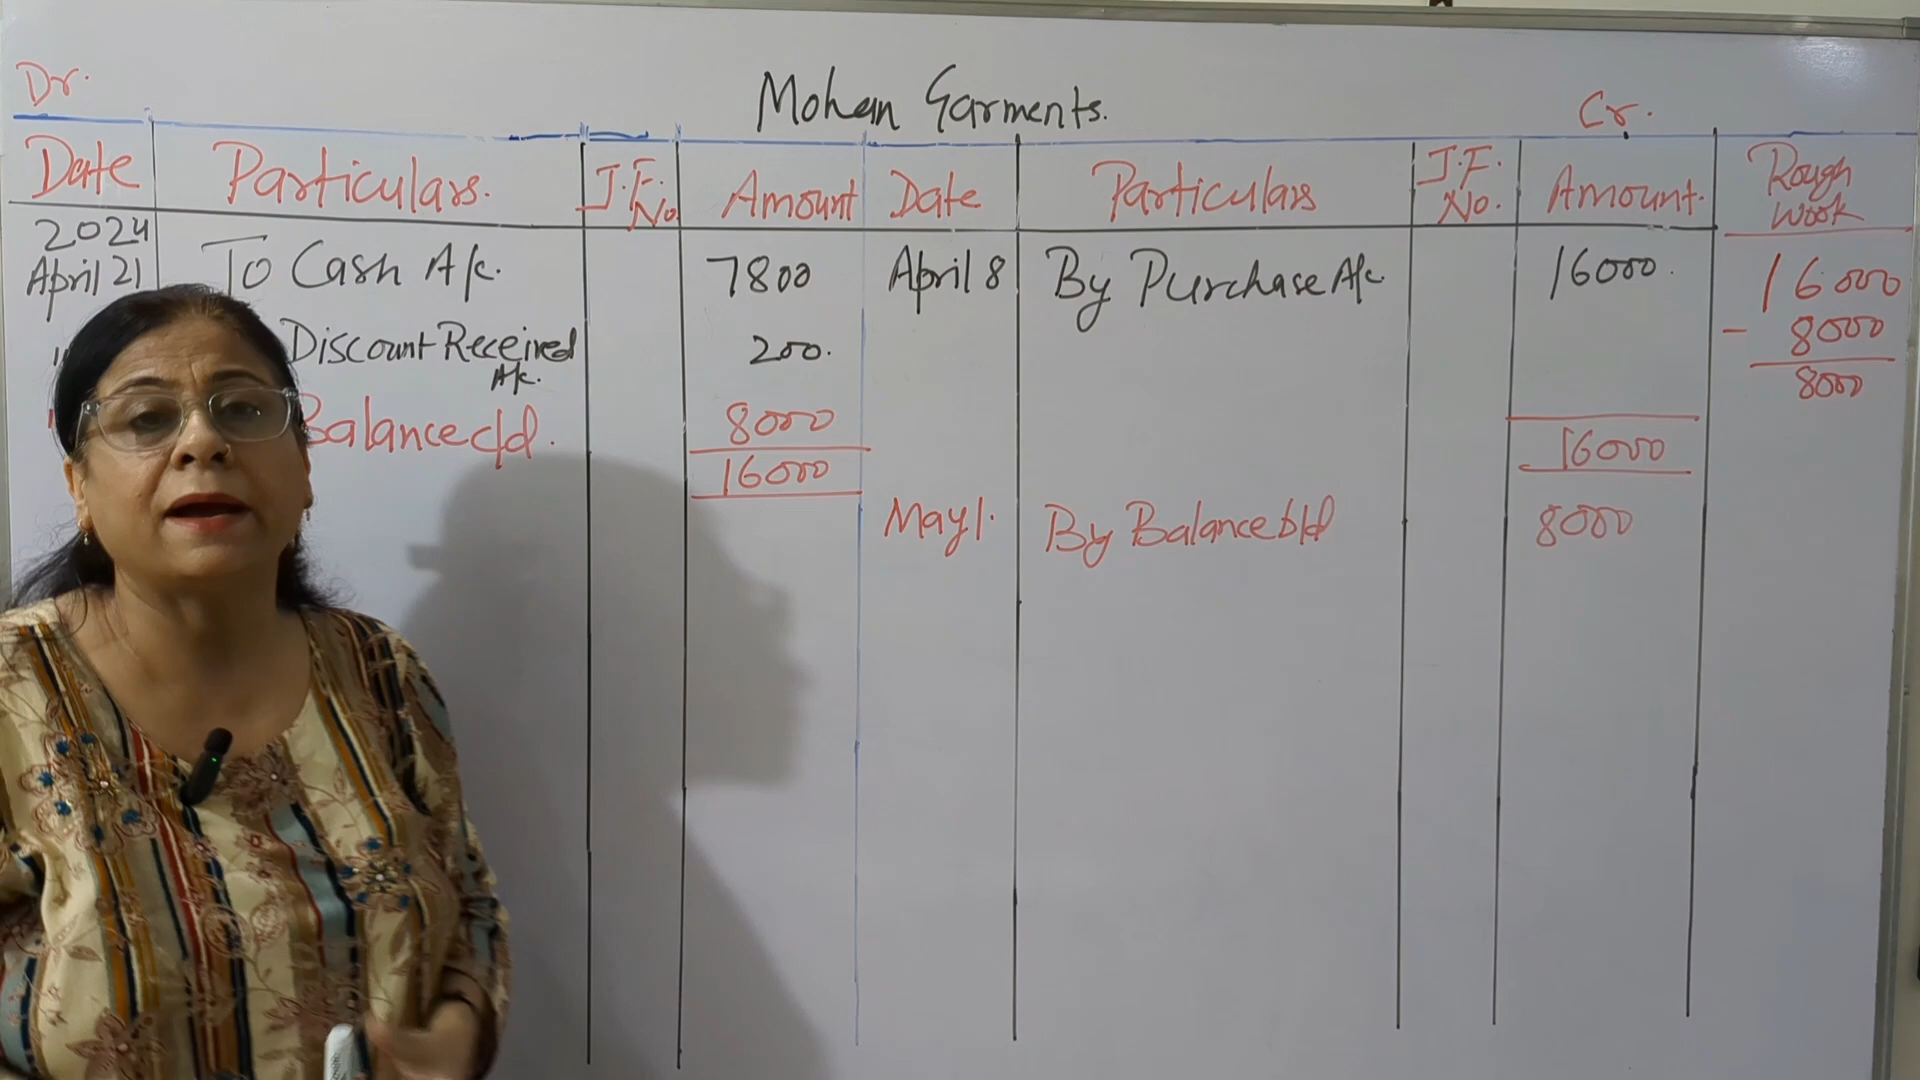 Dr. Mohan Garments. Cr.
Date Particulars. J.F. No. Amount Date Particulars J.F. No. Amount. Rough Work
2024
April 21 To Cash A/c. 7800 April 8 By Purchase A/c 16000. 16000
Discount Received A/c. 200. - 8000
8000
Balance c/d. 8000
16000 16000
May 1. By Balance b/d 8000